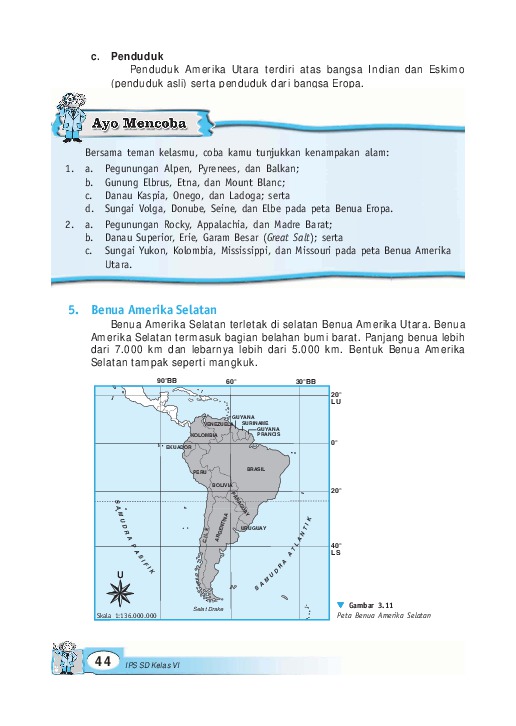 c. Penduduk
Penduduk Amerika Utara terdiri atas bangsa Indian dan Eskimo
(penduduk asli) serta penduduk dari bangsa Eropa.
Ayo Mencoba
Bersama teman kelasmu, coba kamu tunjukkan kenampakan alam:
1. a. Pegunungan Alpen, Pyrenees, dan Balkan;
b. Gunung Elbrus, Etna, dan Mount Blanc;
c. Danau Kaspia, Onego, dan Ladoga; serta
d. Sungai Volga, Donube, Seine, dan Elbe pada peta Benua Eropa.
2. a. Pegunungan Rocky, Appalachia, dan Madre Barat;
b. Danau Superior, Erie, Garam Besar (Great Salt); serta
c. Sungai Yukon, Kolombia, Mississippi, dan Missouri pada peta Benua Amerika
Utara.
5. Benua Amerika Selatan
Benua Amerika Selatan terletak di selatan Benua Amerika Utara. Benua
Amerika Selatan termasuk bagian belahan bumi barat. Panjang benua lebih
dari 7.000 km dan lebarnya lebih dari 5.000 km. Bentuk Benua Amerika
Selatan tampak seperti mangkuk.
90°BB 60° 30°BB
20°
LU
GUYANA
VENEZUELA SURINAME
GUYANA
PRANCIS
KOLOMBIA
EKUADOR 0°
PERU BRASIL
BOLIVIA
20°
PARAGUAY
SAMUDRA PASIFIK
CHILE
ARGENTINA
URUGUAY
SAMUDRA ATLANTIK
40°
LS
U
Skala 1:136.000.000
Selat Drake
Gambar 3.11
Peta Benua Amerika Selatan
44 IPS SD Kelas VI